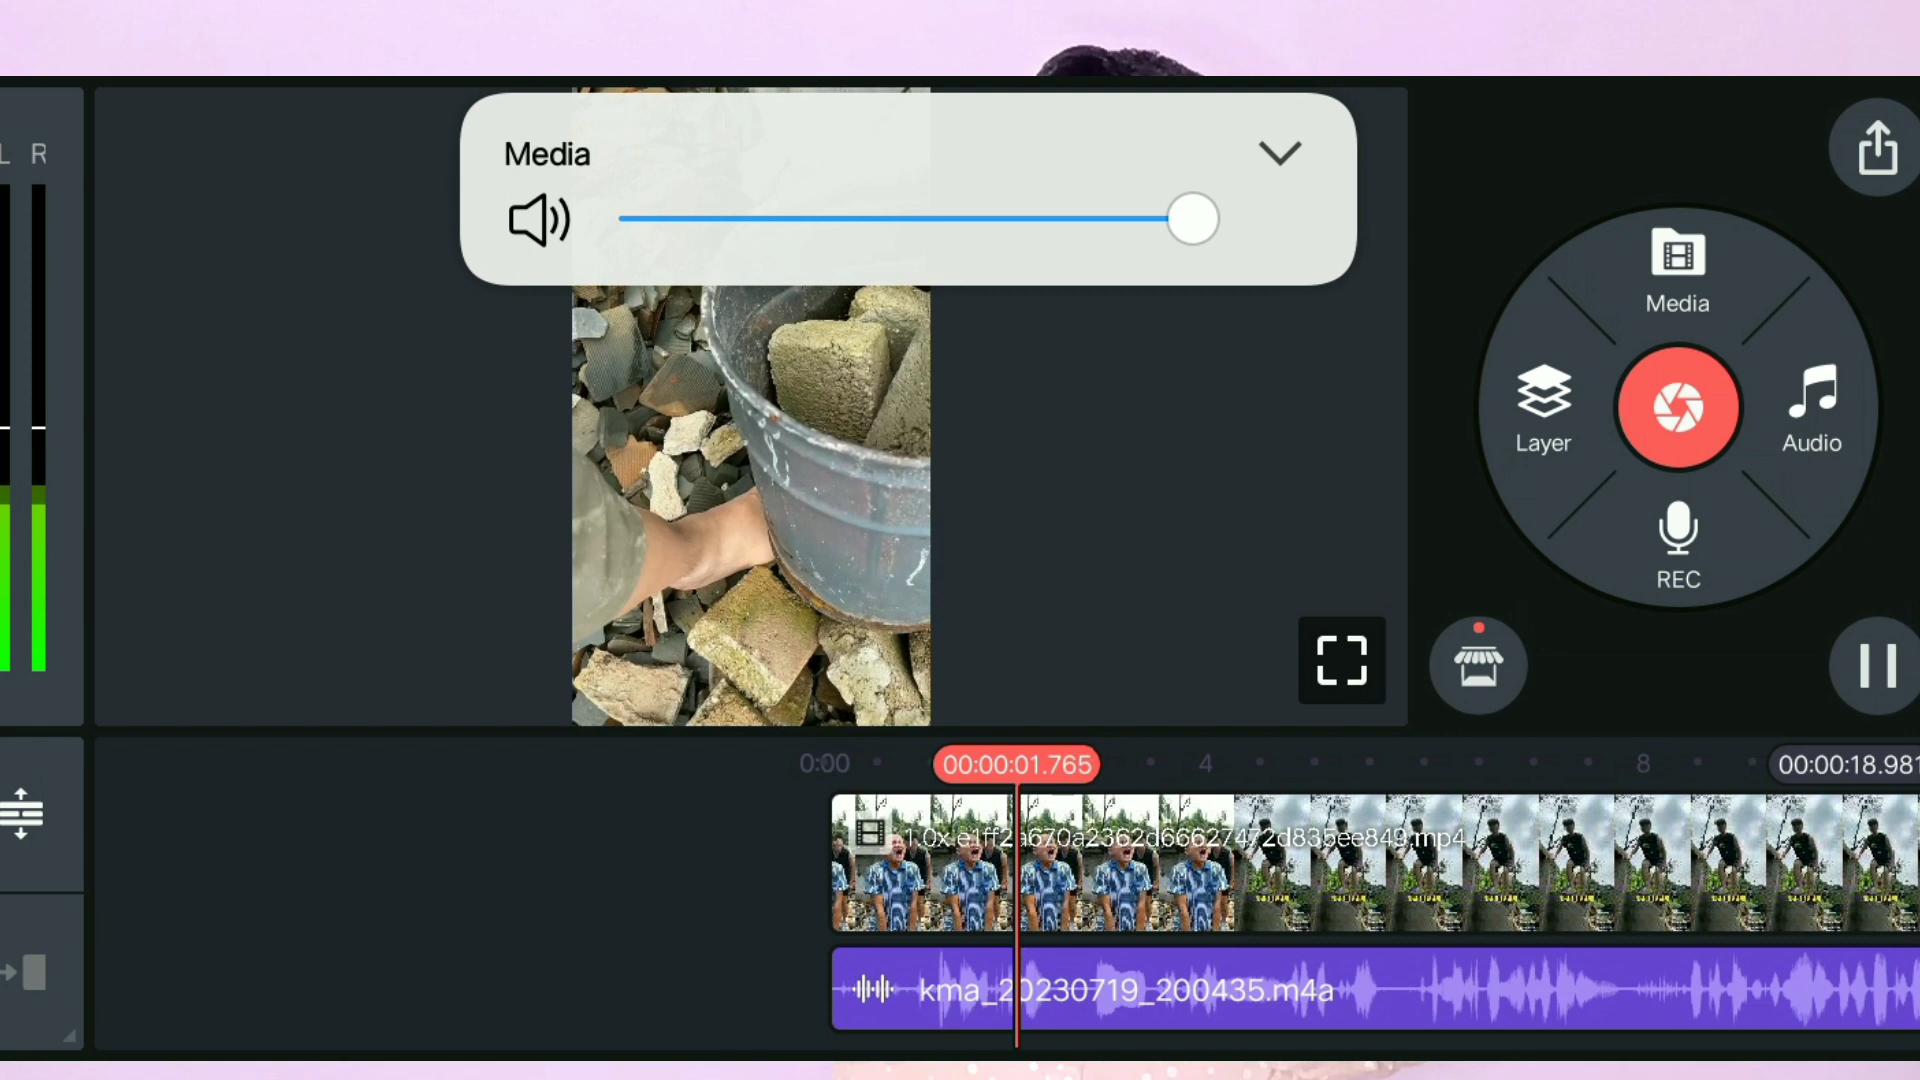 Media
L R
Media
Layer
Audio
REC
0:00
00:00:01.765
4
8
00:00:18.981
1.0x e1ff2a670a2362d66627472d835ee849.mp4
kma_20230719_200435.m4a